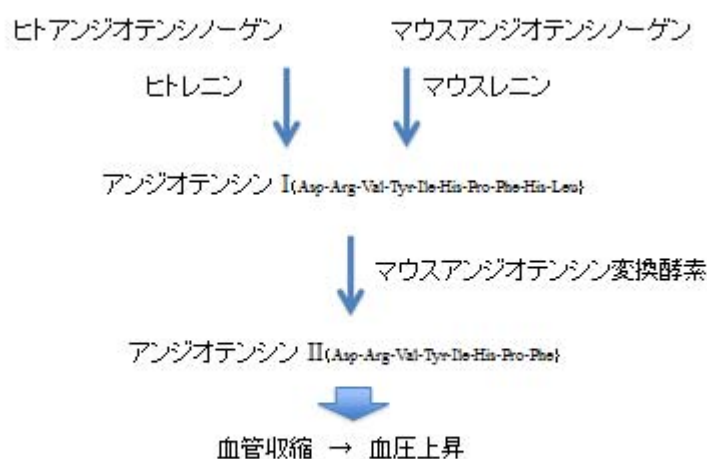 ヒトアンジオテンシノーゲン マウスアンジオテンシノーゲン
ヒトレニン マウスレニン
アンジオテンシン I(Asp-Arg-Val-Tyr-Ile-His-Pro-Phe-His-Leu)
マウスアンジオテンシン変換酵素
アンジオテンシン II(Asp-Arg-Val-Tyr-Ile-His-Pro-Phe)
血管収縮 → 血圧上昇